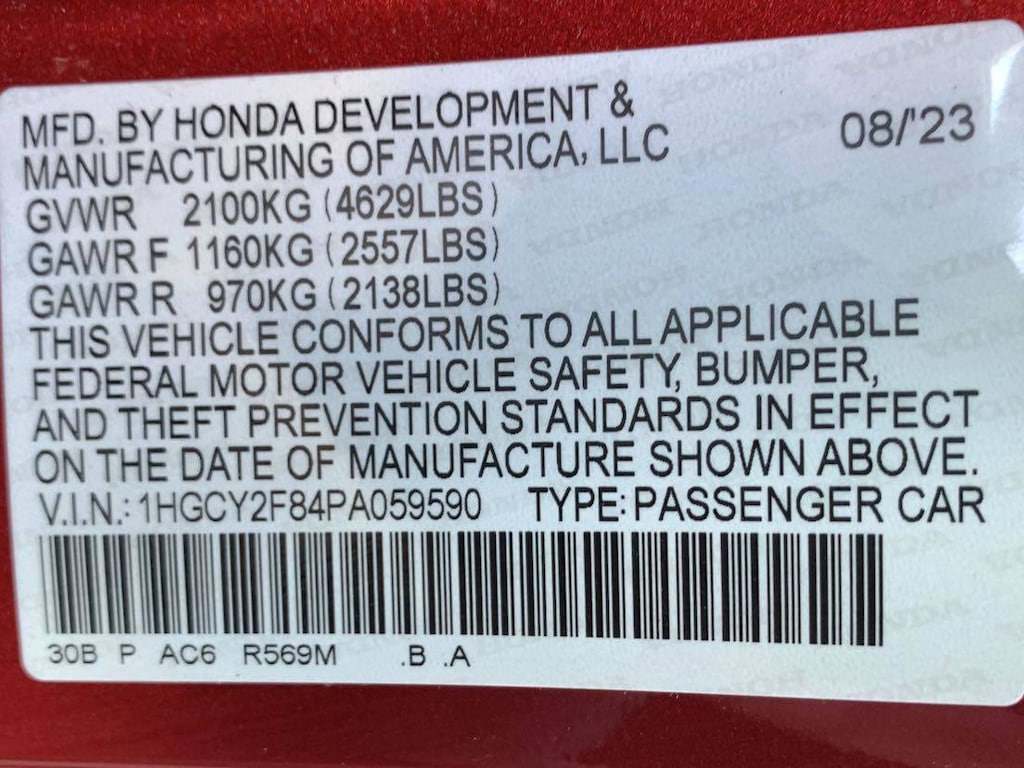 MFD. BY HONDA DEVELOPMENT &
MANUFACTURING OF AMERICA, LLC
08/'23
GVWR 2100KG (4629LBS)
GAWR F 1160KG (2557LBS)
GAWR R 970KG (2138LBS)
THIS VEHICLE CONFORMS TO ALL APPLICABLE
FEDERAL MOTOR VEHICLE SAFETY, BUMPER,
AND THEFT PREVENTION STANDARDS IN EFFECT
ON THE DATE OF MANUFACTURE SHOWN ABOVE.
V.I.N.: 1HGCY2F84PA059590 TYPE: PASSENGER CAR
30B P AC6 R569M .B .A